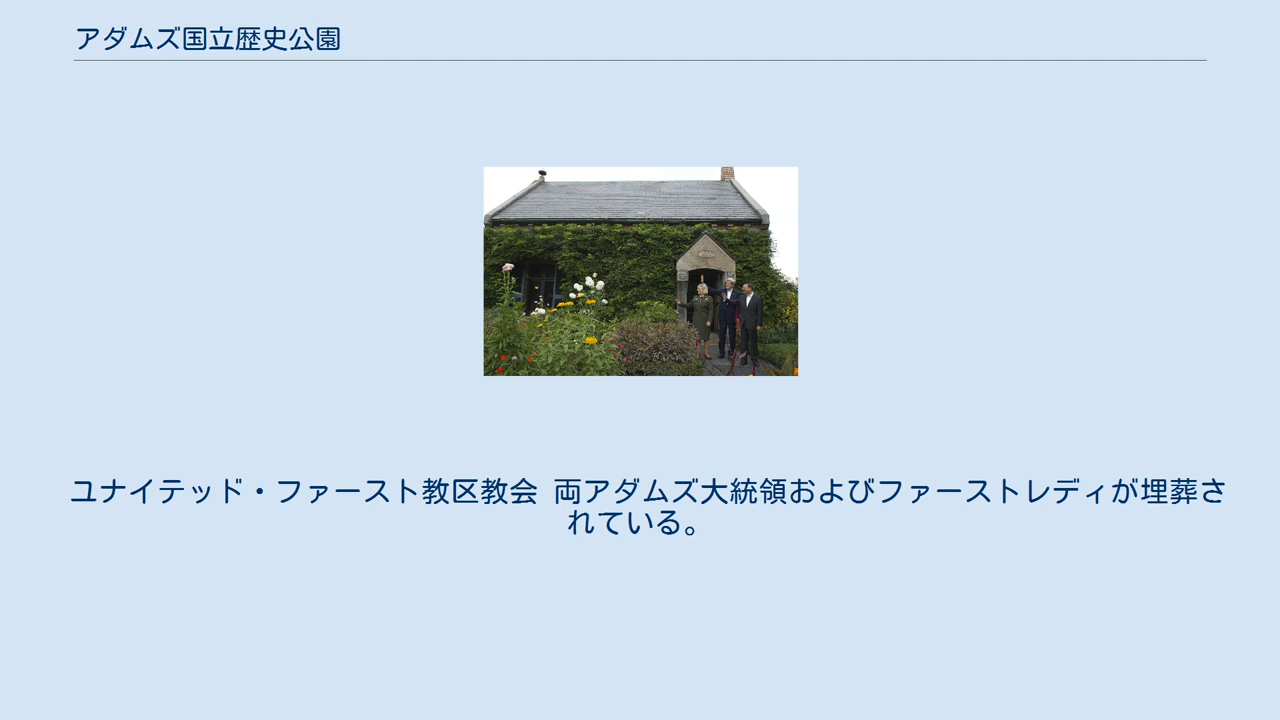 アダムズ国立歴史公園
ユナイテッド・ファースト教区教会 両アダムズ大統領およびファーストレディが埋葬さ
れている。